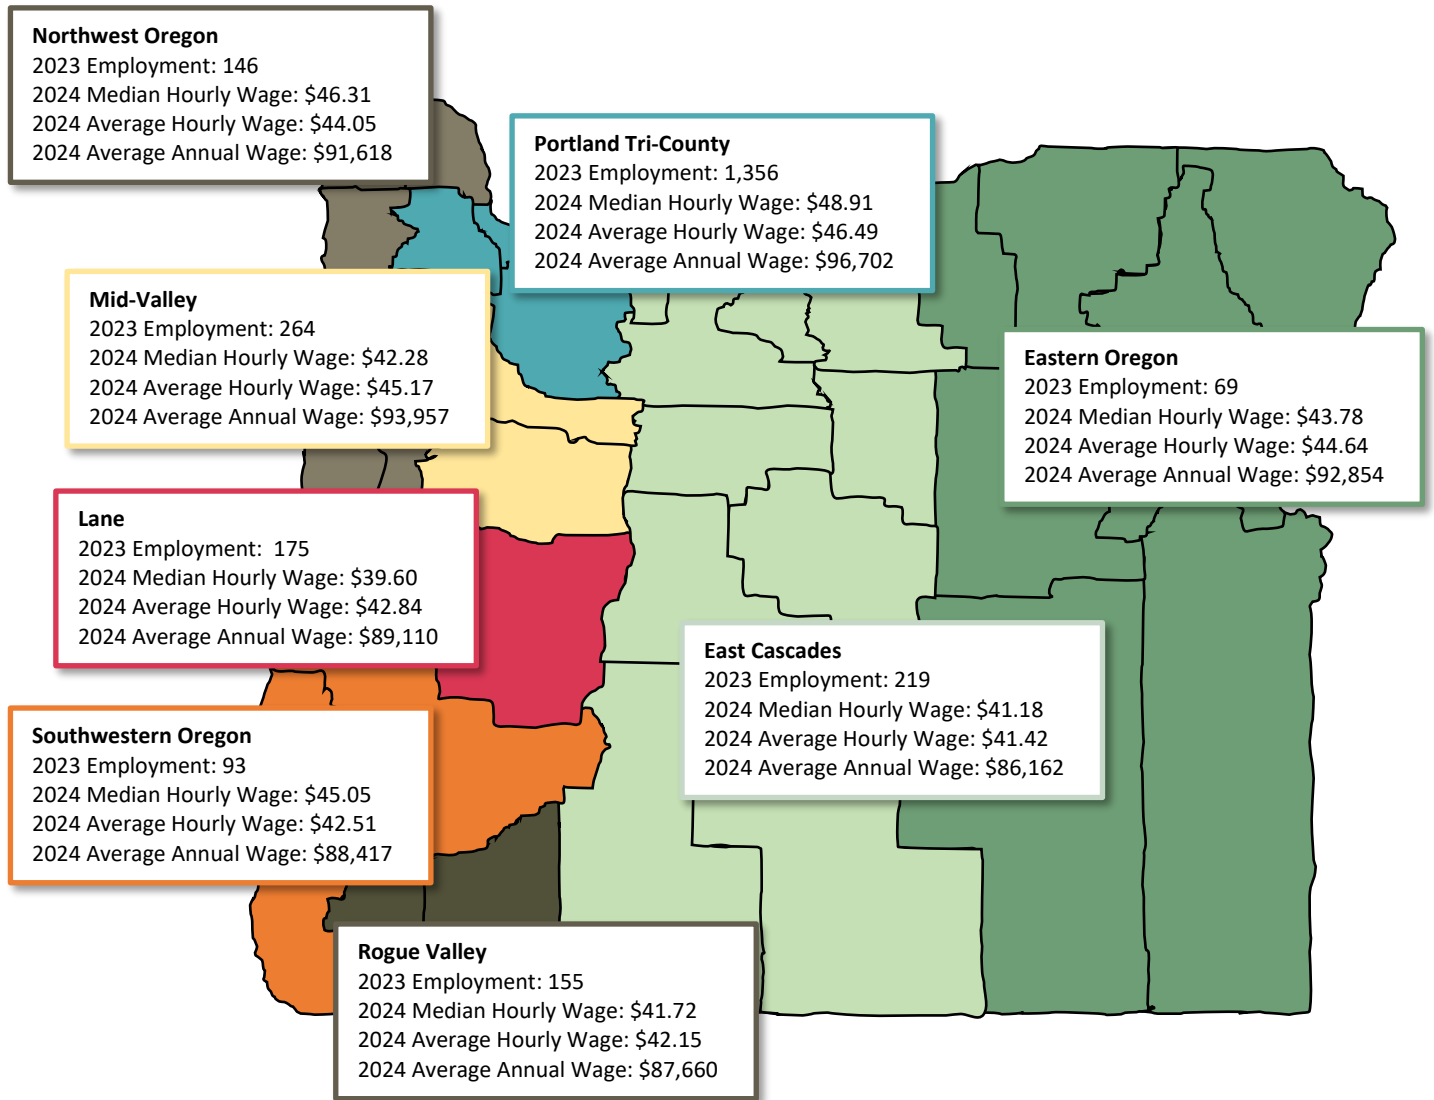 Northwest Oregon
2023 Employment: 146
2024 Median Hourly Wage: $46.31
2024 Average Hourly Wage: $44.05
2024 Average Annual Wage: $91,618
Portland Tri-County
2023 Employment: 1,356
2024 Median Hourly Wage: $48.91
2024 Average Hourly Wage: $46.49
2024 Average Annual Wage: $96,702
Mid-Valley
2023 Employment: 264
2024 Median Hourly Wage: $42.28
2024 Average Hourly Wage: $45.17
2024 Average Annual Wage: $93,957
Eastern Oregon
2023 Employment: 69
2024 Median Hourly Wage: $43.78
2024 Average Hourly Wage: $44.64
2024 Average Annual Wage: $92,854
Lane
2023 Employment:  175
2024 Median Hourly Wage: $39.60
2024 Average Hourly Wage: $42.84
2024 Average Annual Wage: $89,110
East Cascades
2023 Employment: 219
2024 Median Hourly Wage: $41.18
2024 Average Hourly Wage: $41.42
2024 Average Annual Wage: $86,162
Southwestern Oregon
2023 Employment: 93
2024 Median Hourly Wage: $45.05
2024 Average Hourly Wage: $42.51
2024 Average Annual Wage: $88,417
Rogue Valley
2023 Employment: 155
2024 Median Hourly Wage: $41.72
2024 Average Hourly Wage: $42.15
2024 Average Annual Wage: $87,660